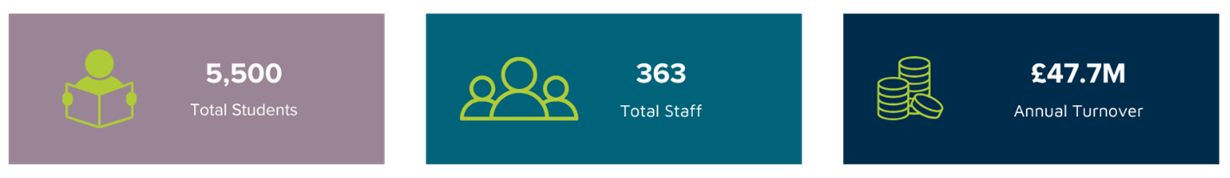 5,500
Total Students
363
Total Staff
£47.7M
Annual Turnover